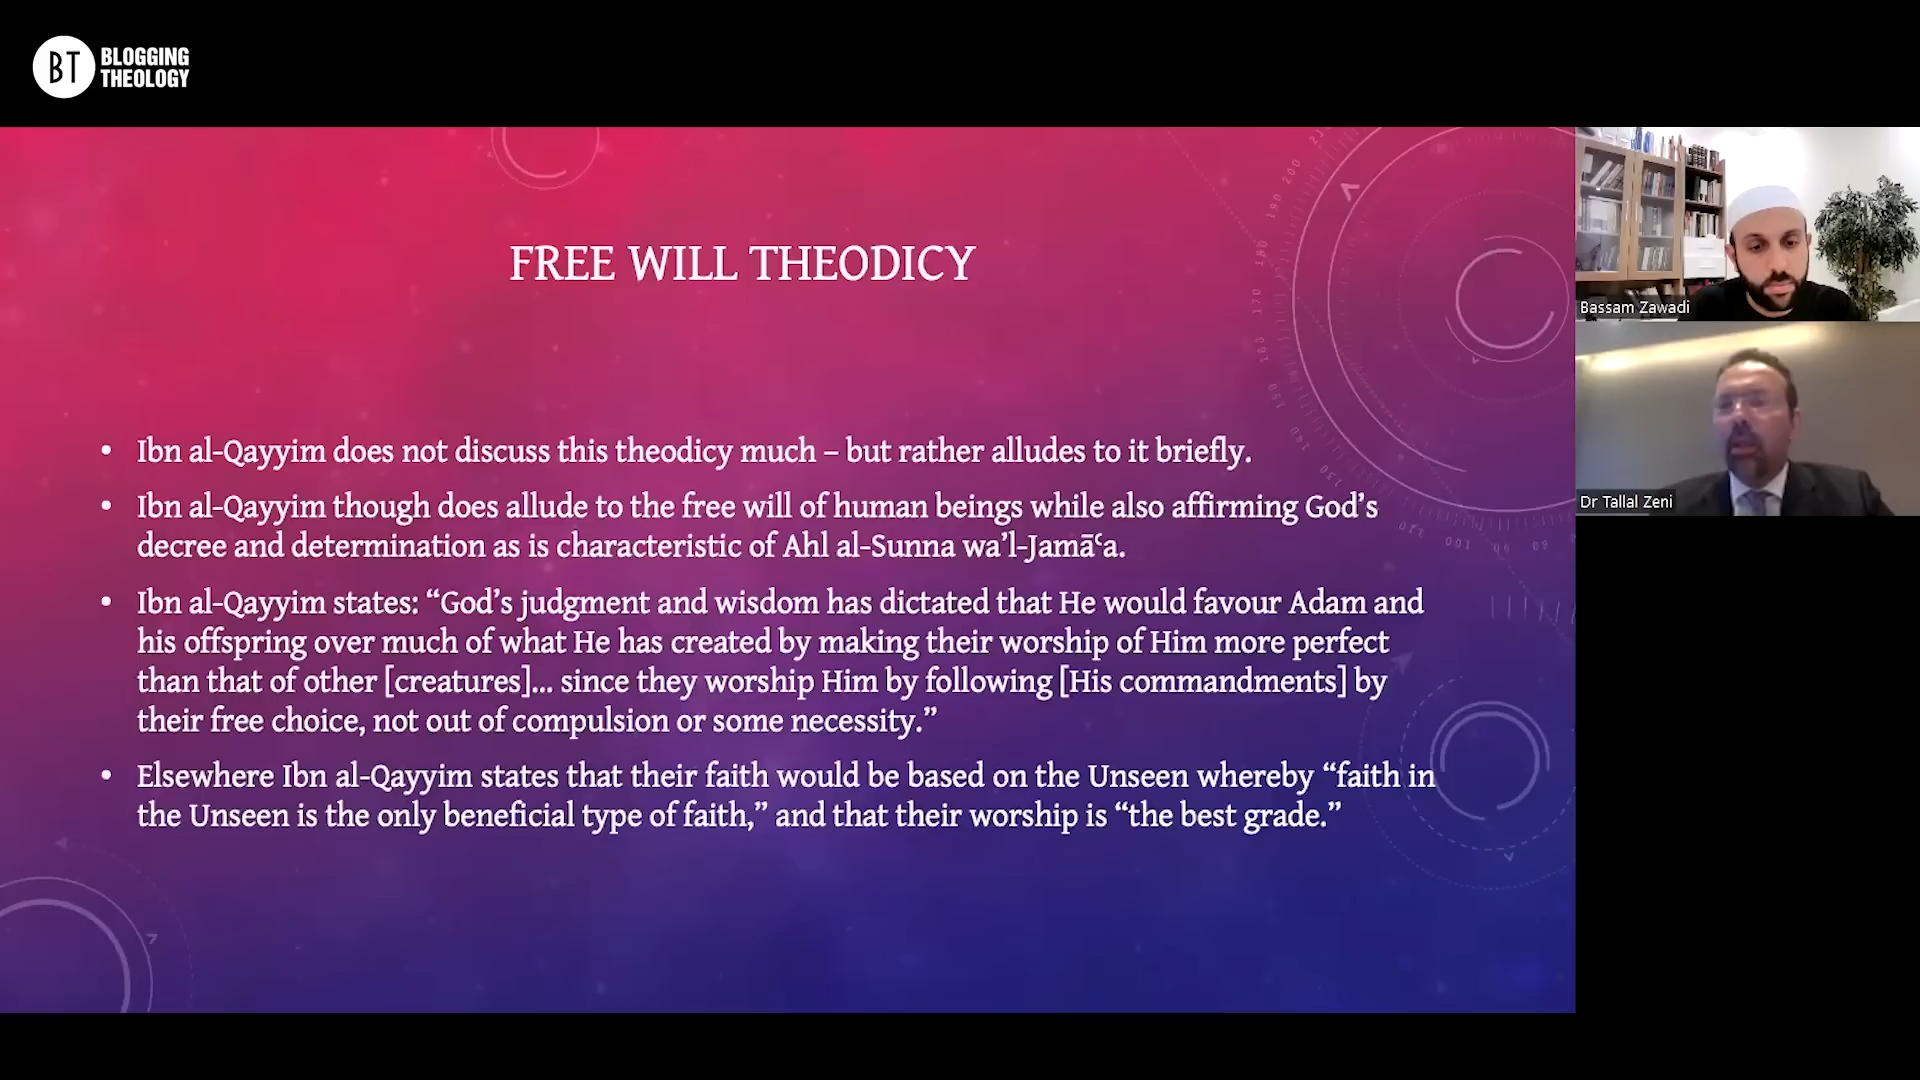 BT BLOGGING
THEOLOGY
FREE WILL THEODICY
• Ibn al-Qayyim does not discuss this theodicy much – but rather alludes to it briefly.
• Ibn al-Qayyim though does allude to the free will of human beings while also affirming God’s
decree and determination as is characteristic of Ahl al-Sunna wa’l-Jamāʿa.
• Ibn al-Qayyim states: “God’s judgment and wisdom has dictated that He would favour Adam and
his offspring over much of what He has created by making their worship of Him more perfect
than that of other [creatures]... since they worship Him by following [His commandments] by
their free choice, not out of compulsion or some necessity.”
• Elsewhere Ibn al-Qayyim states that their faith would be based on the Unseen whereby “faith in
the Unseen is the only beneficial type of faith,” and that their worship is “the best grade.”
Bassam Zawadi
Dr Tallal Zeni